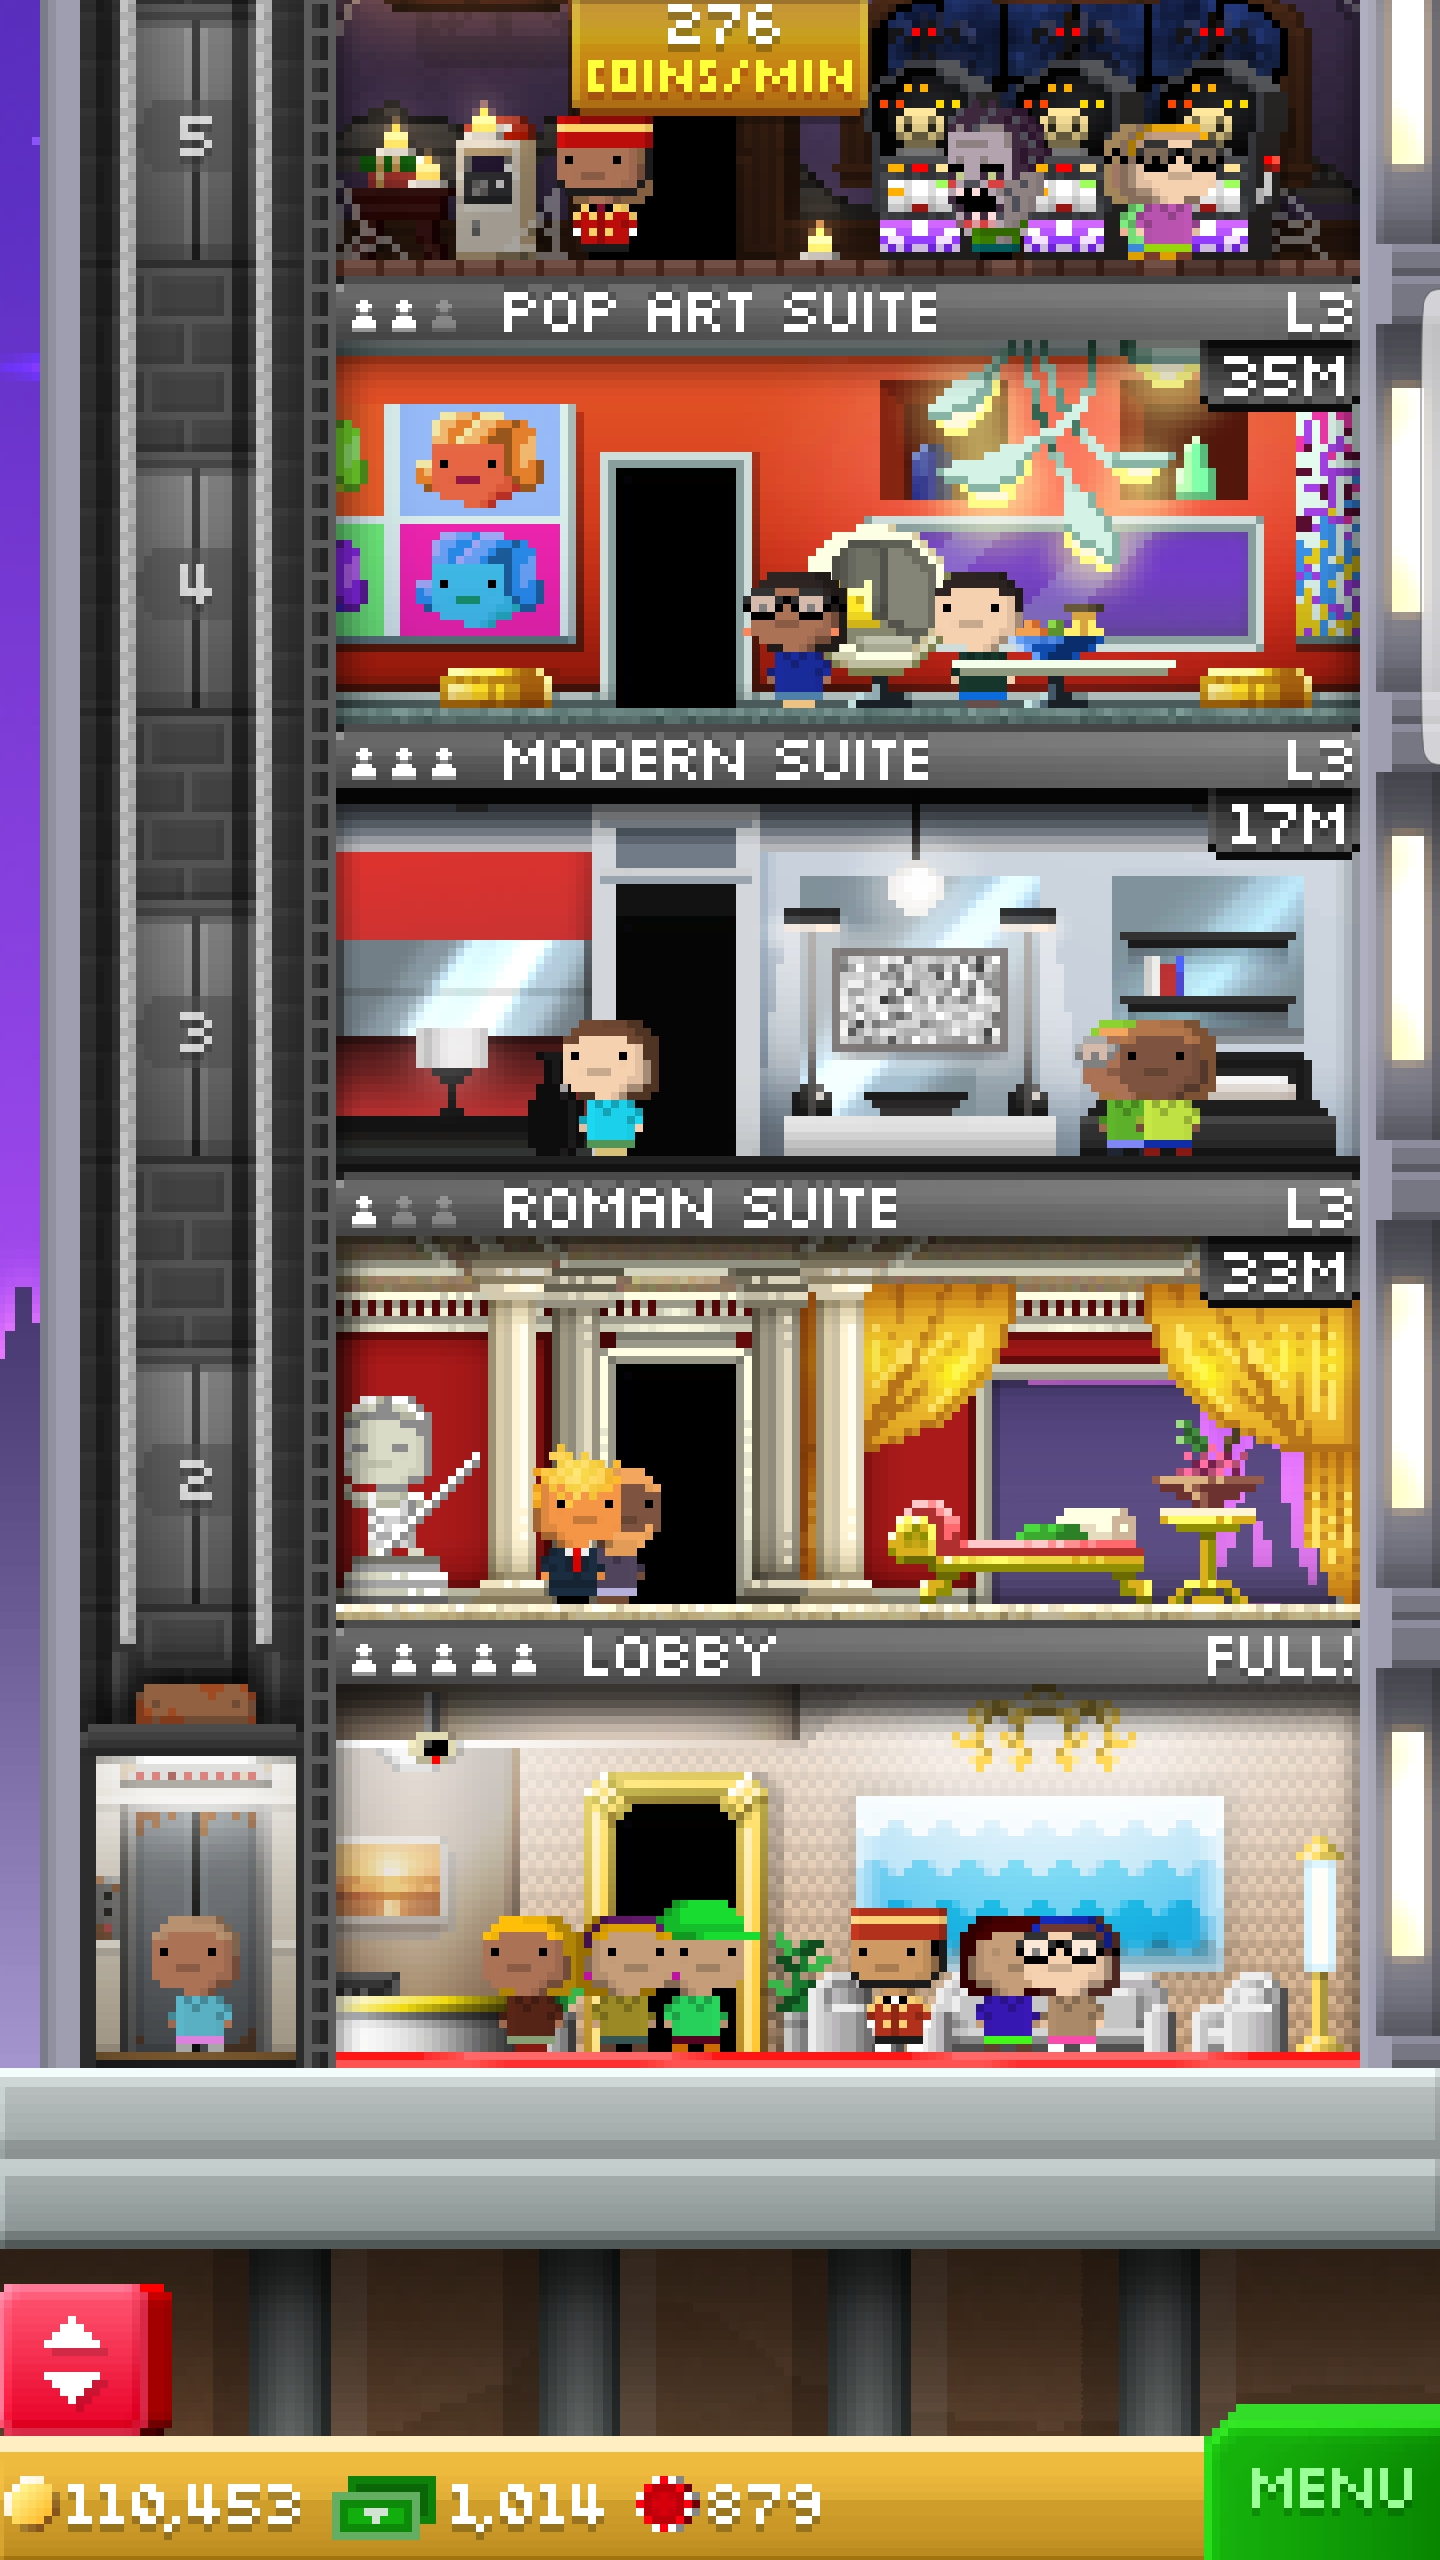 276
COINS/MIN
5
POP ART SUITE L3
35M
4
MODERN SUITE L3
17M
3
ROMAN SUITE L3
33M
2
LOBBY FULL!
110,453 1,014 879
MENU